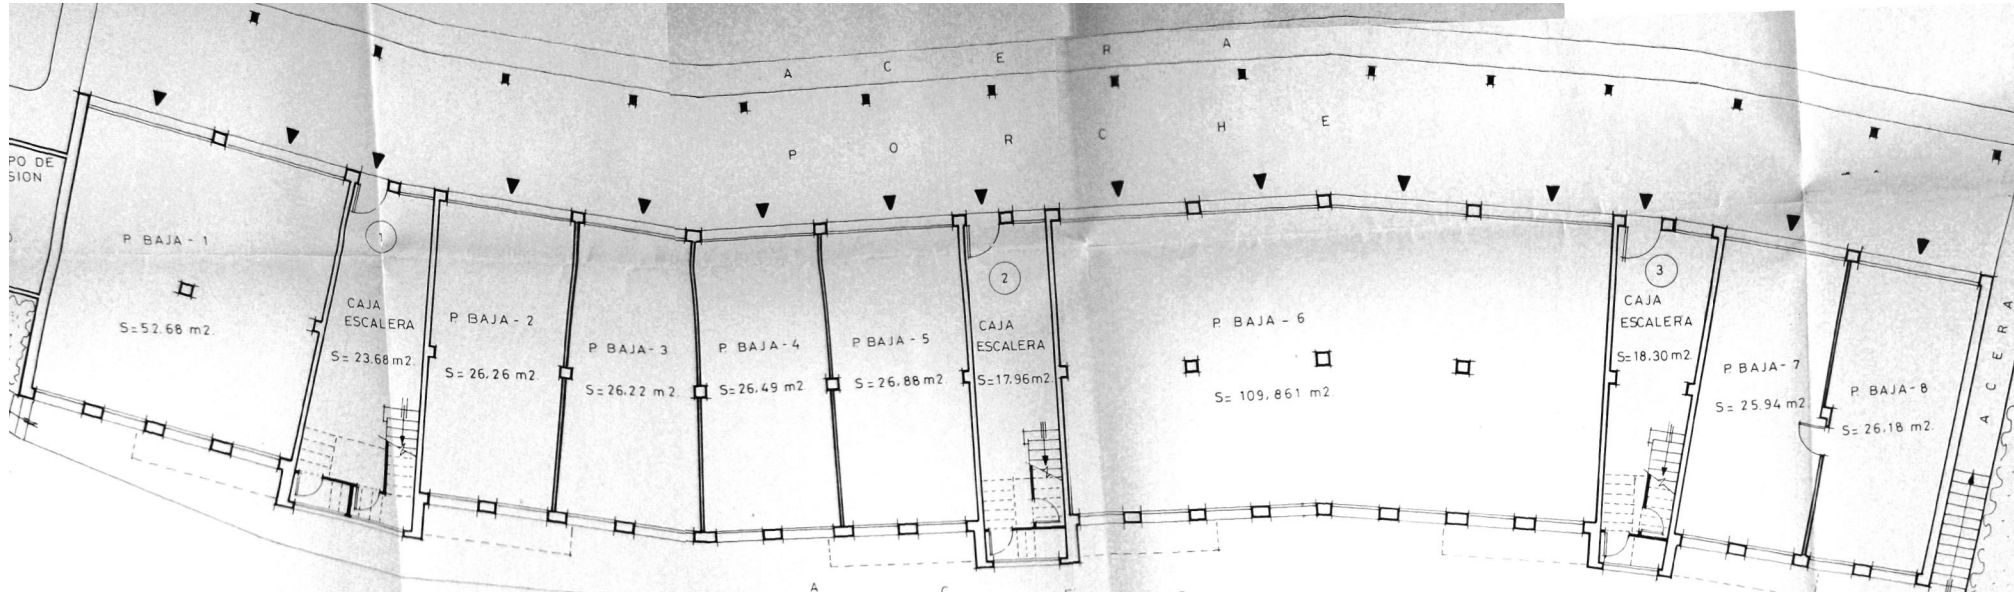 A C E R A
P O R C H E
PO DE
SION
P. BAJA - 1
S=52.68 m2.
1
CAJA
ESCALERA
S= 23.68 m2.
P. BAJA - 2
S= 26,26 m2.
P. BAJA - 3
S=26,22 m2.
P. BAJA - 4
S=26,49 m2.
P. BAJA - 5
S=26,88 m2.
2
CAJA
ESCALERA
S=17,96m2.
P. BAJA - 6
S= 109,861 m2.
3
CAJA
ESCALERA
S=18,30 m2.
P. BAJA - 7
S= 25.94 m2.
P. BAJA - 8
S= 26,18 m2.
A C E R A
A C